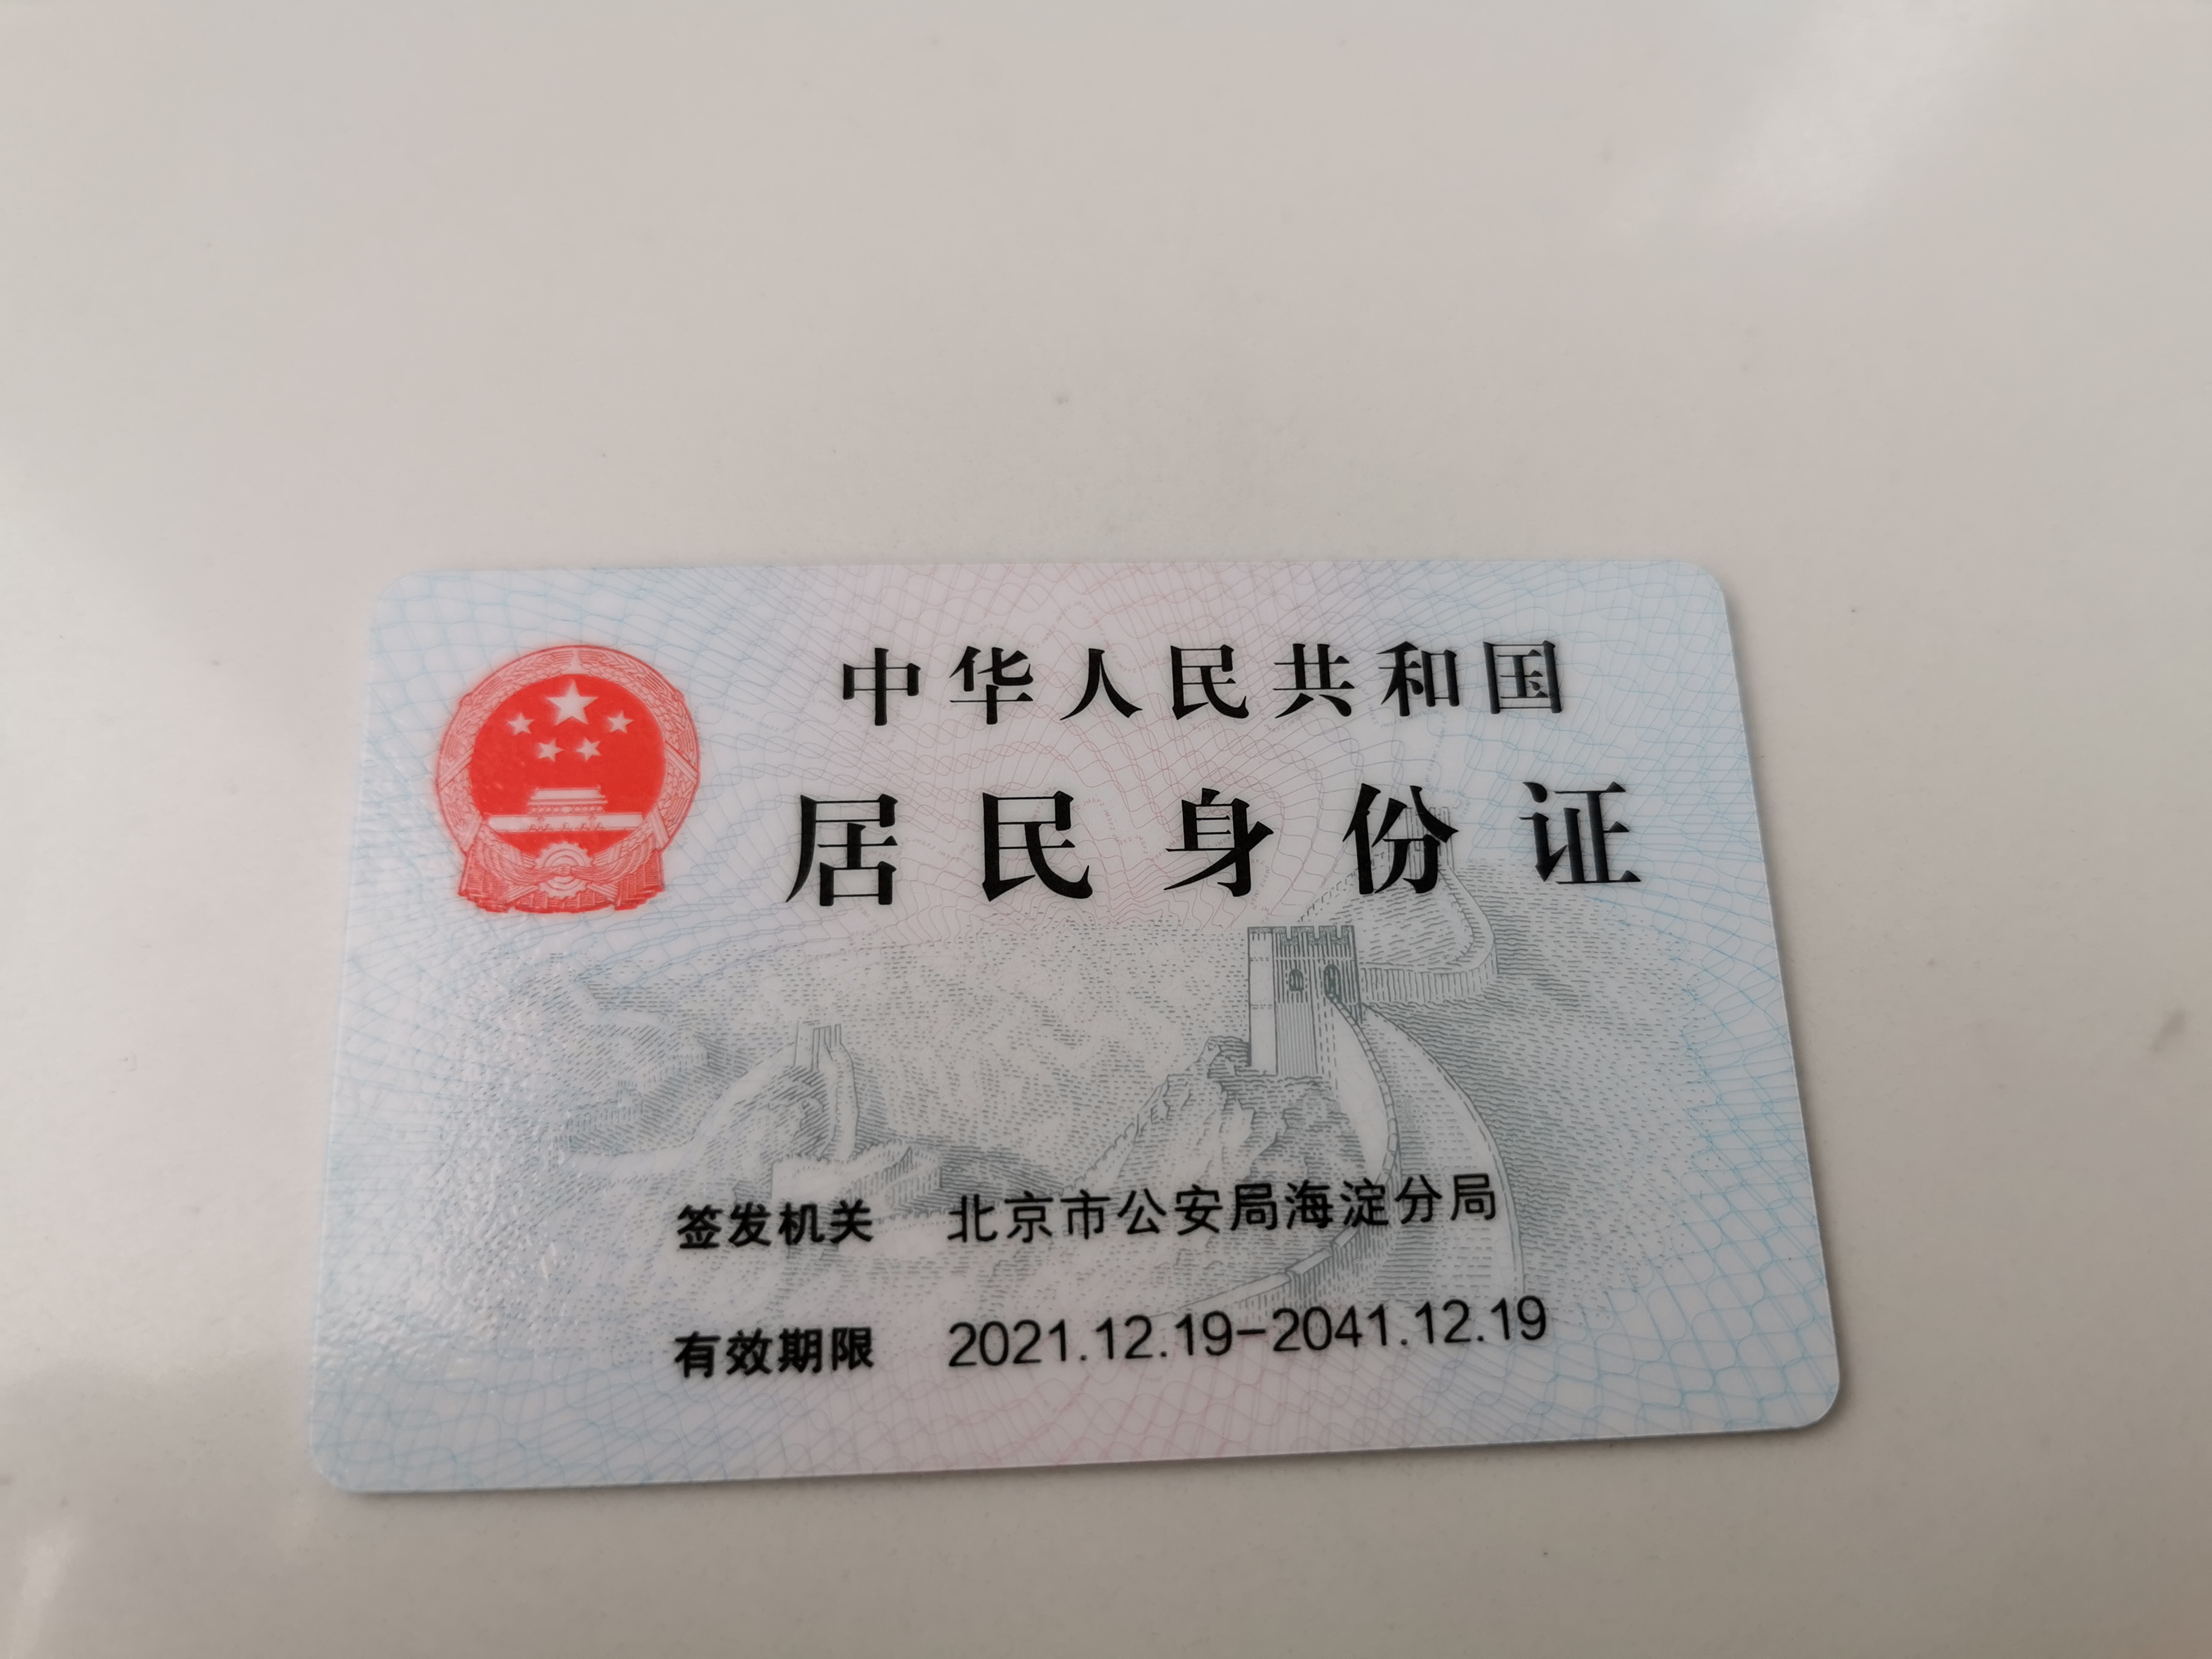 中华人民共和国
居民身份证
签发机关 北京市公安局海淀分局
有效期限 2021.12.19-2041.12.19